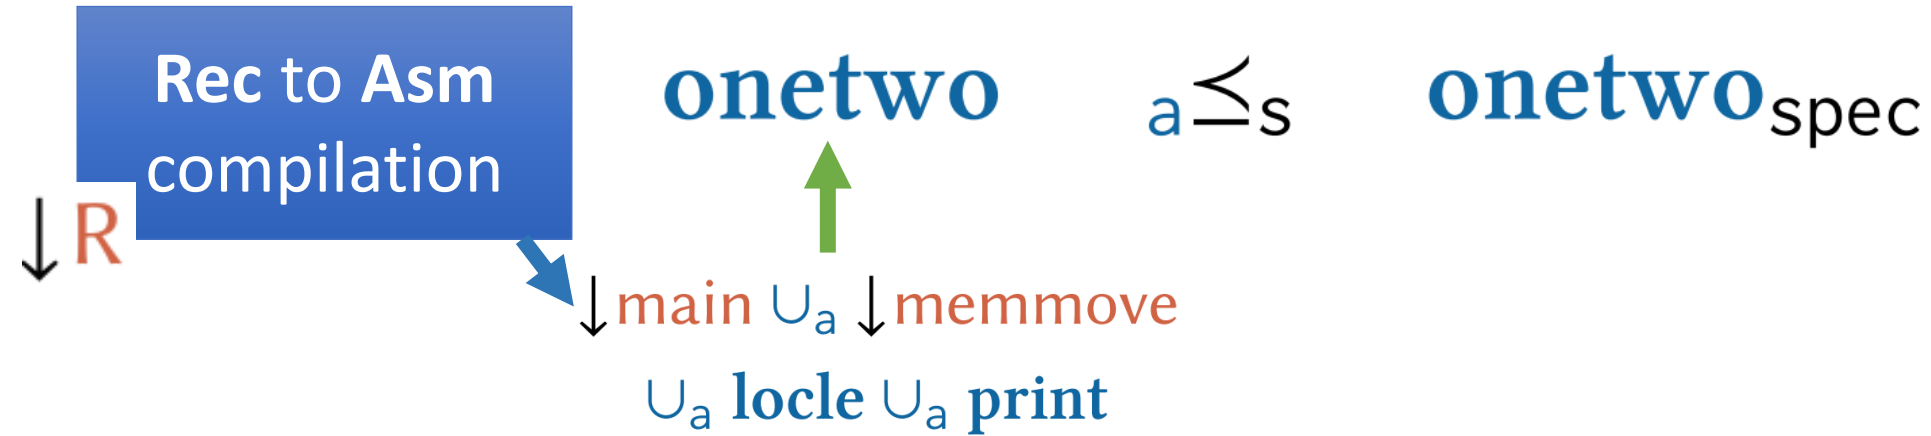 Rec to Asm
compilation
↓R
onetwo a⪯s onetwospec
↓main ∪a ↓memmove
∪a locle ∪a print